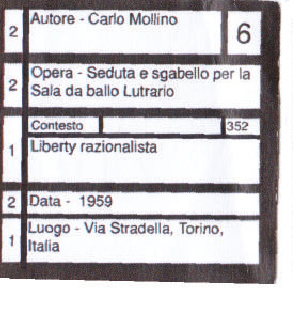 2 Autore - Carlo Mollino 6
2 Opera - Seduta e sgabello per la
Sala da ballo Lutrario
Contesto 352
1 Liberty razionalista
2 Data - 1959
1 Luogo - Via Stradella, Torino,
Italia